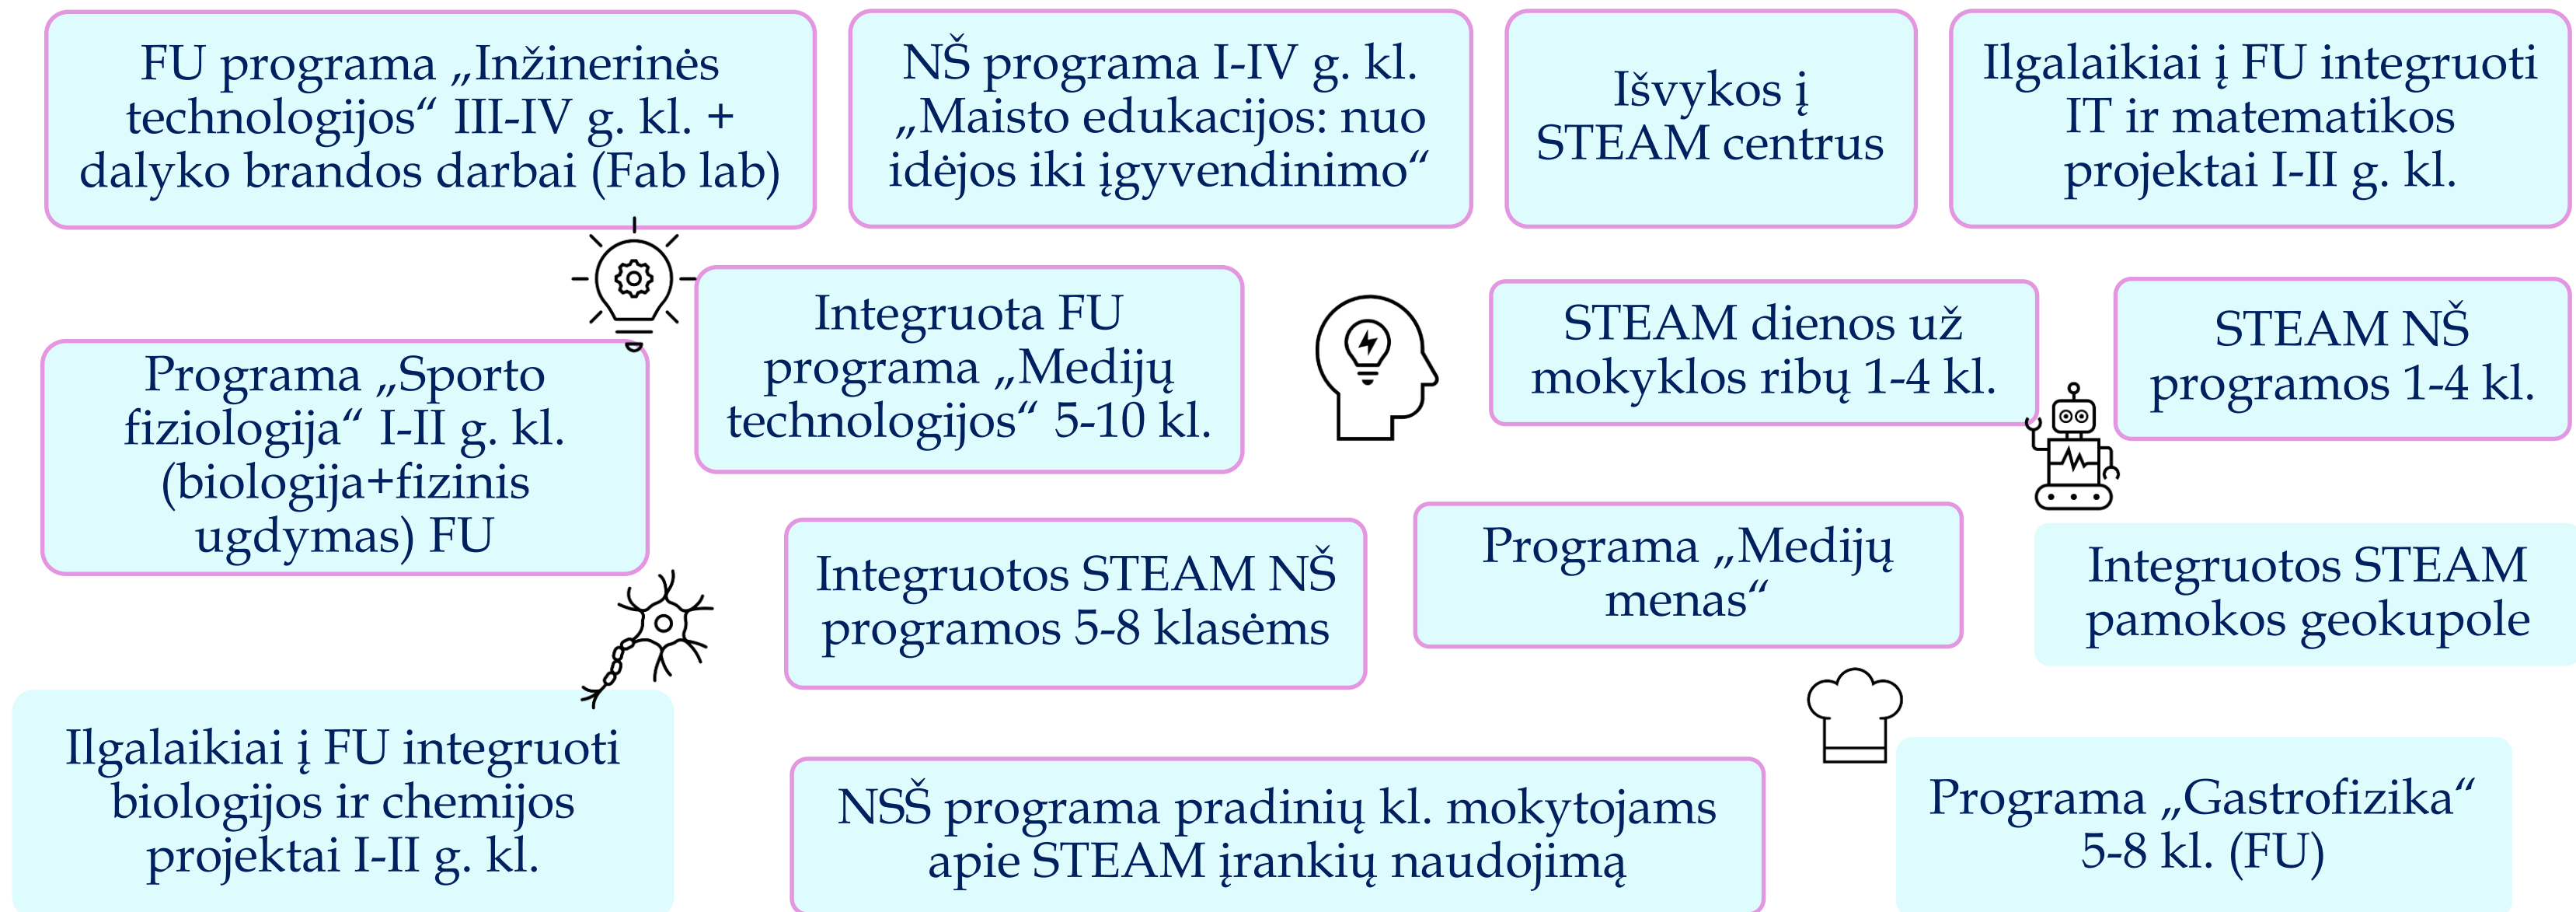 FU programa „Inžinerinės
technologijos“ III-IV g. kl. +
dalyko brandos darbai (Fab lab)
NŠ programa I-IV g. kl.
„Maisto edukacijos: nuo
idėjos iki įgyvendinimo“
Išvykos į
STEAM centrus
Ilgalaikiai į FU integruoti
IT ir matematikos
projektai I-II g. kl.
Programa „Sporto
fiziologija“ I-II g. kl.
(biologija+fizinis
ugdymas) FU
Integruota FU
programa „Medijų
technologijos“ 5-10 kl.
STEAM dienos už
mokyklos ribų 1-4 kl.
STEAM NŠ
programos 1-4 kl.
Integruotos STEAM NŠ
programos 5-8 klasėms
Programa „Medijų
menas“
Integruotos STEAM
pamokos geokupole
Ilgalaikiai į FU integruoti
biologijos ir chemijos
projektai I-II g. kl.
NSŠ programa pradinių kl. mokytojams
apie STEAM įrankių naudojimą
Programa „Gastrofizika“
5-8 kl. (FU)